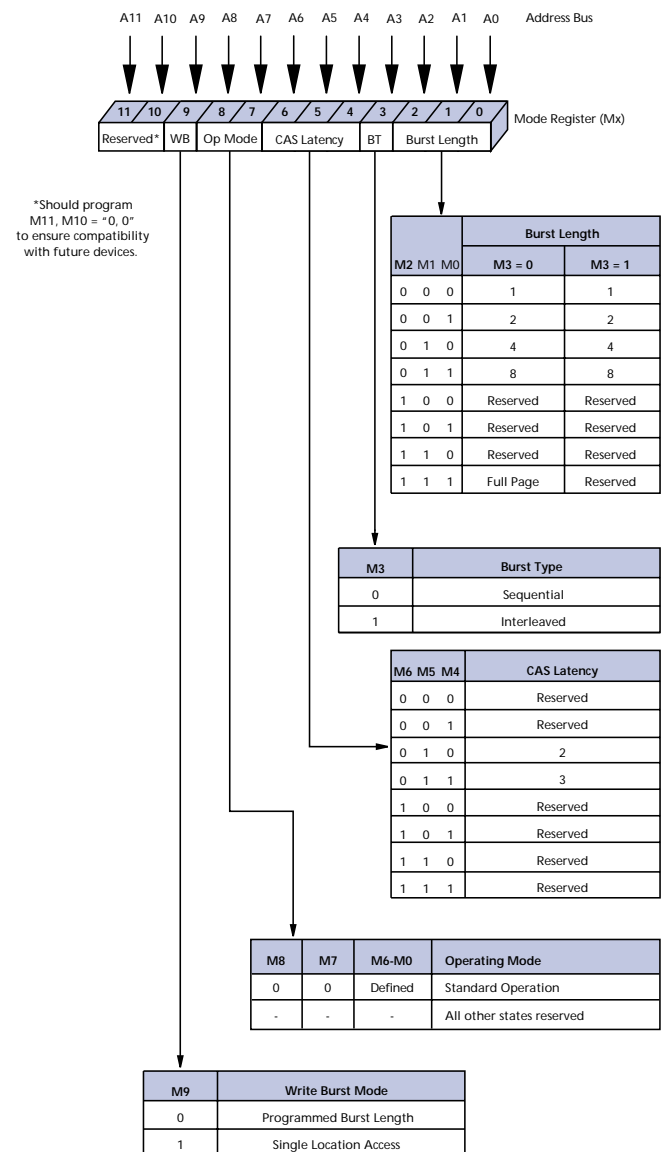 A11 A10 A9 A8 A7 A6 A5 A4 A3 A2 A1 A0 Address Bus
11 10 9 8 7 6 5 4 3 2 1 0
Mode Register (Mx)
Reserved* WB Op Mode CAS Latency BT Burst Length
*Should program
M11, M10 = “0, 0”
to ensure compatibility
with future devices.
Burst Length
M2 M1 M0 M3 = 0 M3 = 1
0 0 0 1 1
0 0 1 2 2
0 1 0 4 4
0 1 1 8 8
1 0 0 Reserved Reserved
1 0 1 Reserved Reserved
1 1 0 Reserved Reserved
1 1 1 Full Page Reserved
M3 Burst Type
0 Sequential
1 Interleaved
M6 M5 M4 CAS Latency
0 0 0 Reserved
0 0 1 Reserved
0 1 0 2
0 1 1 3
1 0 0 Reserved
1 0 1 Reserved
1 1 0 Reserved
1 1 1 Reserved
M8 M7 M6-M0 Operating Mode
0 0 Defined Standard Operation
- - - All other states reserved
M9 Write Burst Mode
0 Programmed Burst Length
1 Single Location Access